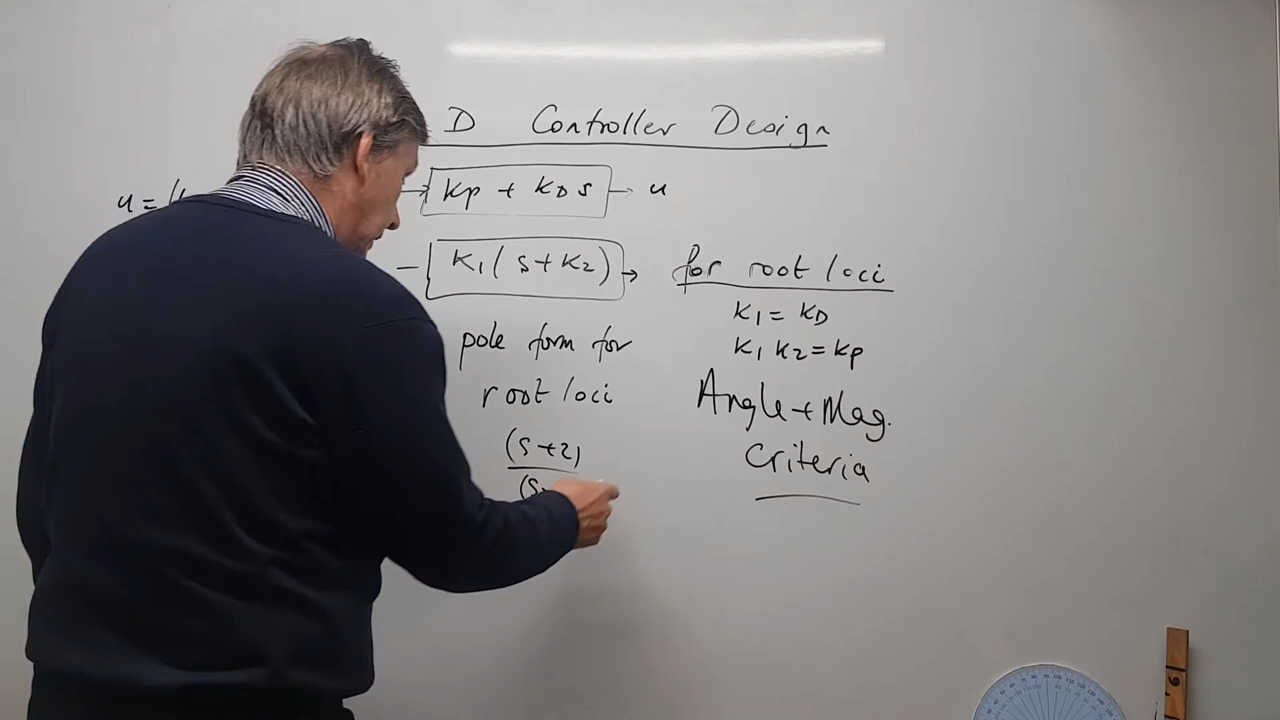 D Controller Design
u =
Kp + KD s → u
K1 ( s + K2 ) →
for root loci
K1 = KD
K1 K2 = Kp
pole form for
root loci
(s+2)
(s
Angle + Mag.
Criteria